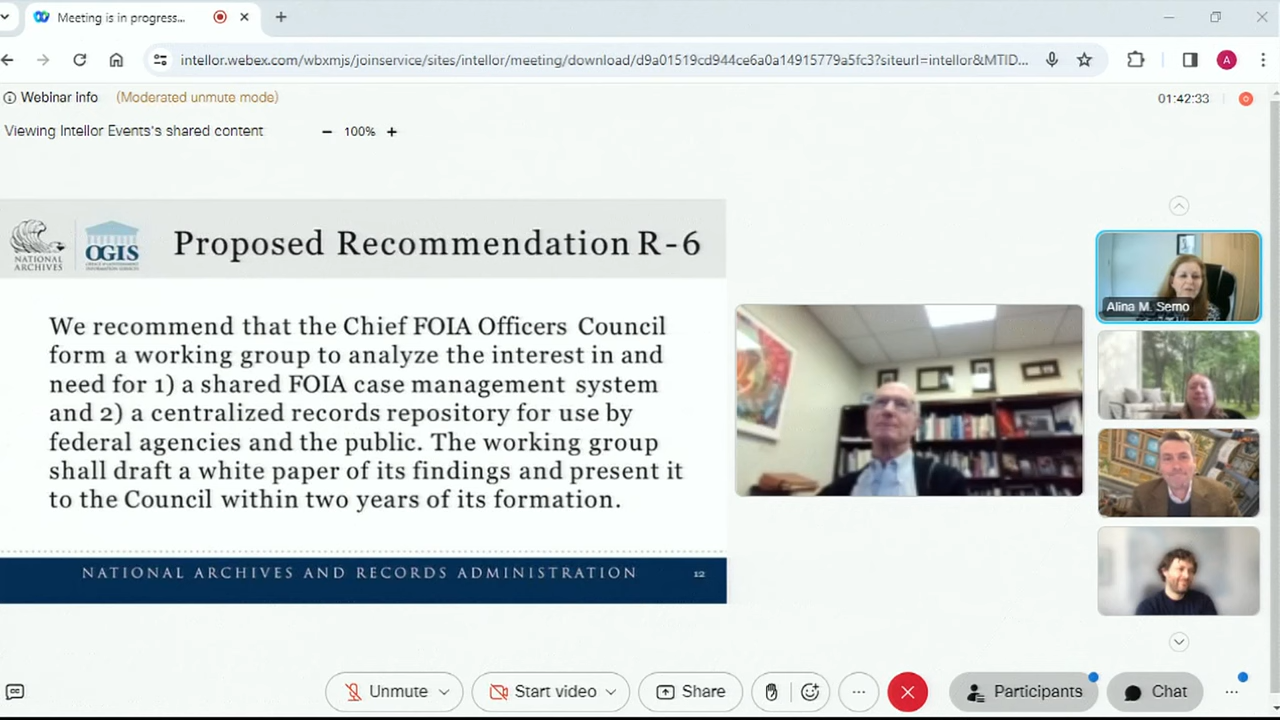 Meeting is in progress...
intellor.webex.com/wbxmjs/joinservice/sites/intellor/meeting/download/d9a01519cd944ce6a0a14915779a5fc3?siteurl=intellor&MTID...
A
Webinar info (Moderated unmute mode)
01:42:33
Viewing Intellor Events's shared content
100%
NATIONAL
ARCHIVES
OGIS
Proposed Recommendation R-6
We recommend that the Chief FOIA Officers Council
form a working group to analyze the interest in and
need for 1) a shared FOIA case management system
and 2) a centralized records repository for use by
federal agencies and the public. The working group
shall draft a white paper of its findings and present it
to the Council within two years of its formation.
NATIONAL ARCHIVES AND RECORDS ADMINISTRATION
12
Alina M. Semo
Unmute
Start video
Share
Participants
Chat